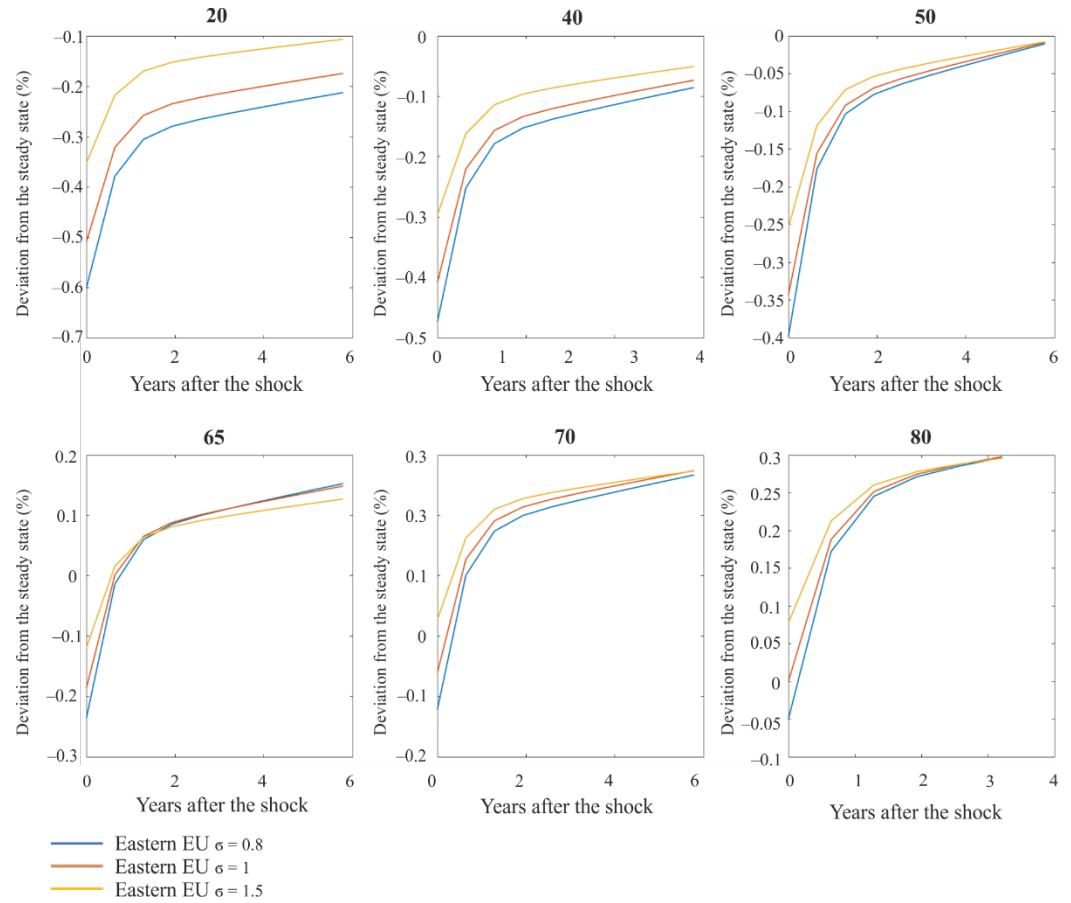 20
Deviation from the steady state (%)
–0.1
–0.2
–0.3
–0.4
–0.5
–0.6
–0.7
0 2 4 6
Years after the shock
40
Deviation from the steady state (%)
0
–0.1
–0.2
–0.3
–0.4
–0.5
0 1 2 3 4
Years after the shock
50
Deviation from the steady state (%)
0
–0.05
–0.1
–0.15
–0.2
–0.25
–0.3
–0.35
–0.4
0 2 4 6
Years after the shock
65
Deviation from the steady state (%)
0.2
0.1
0
–0.1
–0.2
–0.3
0 2 4 6
Years after the shock
70
Deviation from the steady state (%)
0.3
0.2
0.1
0
–0.1
–0.2
0 2 4 6
Years after the shock
80
Deviation from the steady state (%)
0.3
0.25
0.2
0.15
0.1
0.05
0
–0.05
–0.1
0 1 2 3 4
Years after the shock
Eastern EU σ = 0.8
Eastern EU σ = 1
Eastern EU σ = 1.5